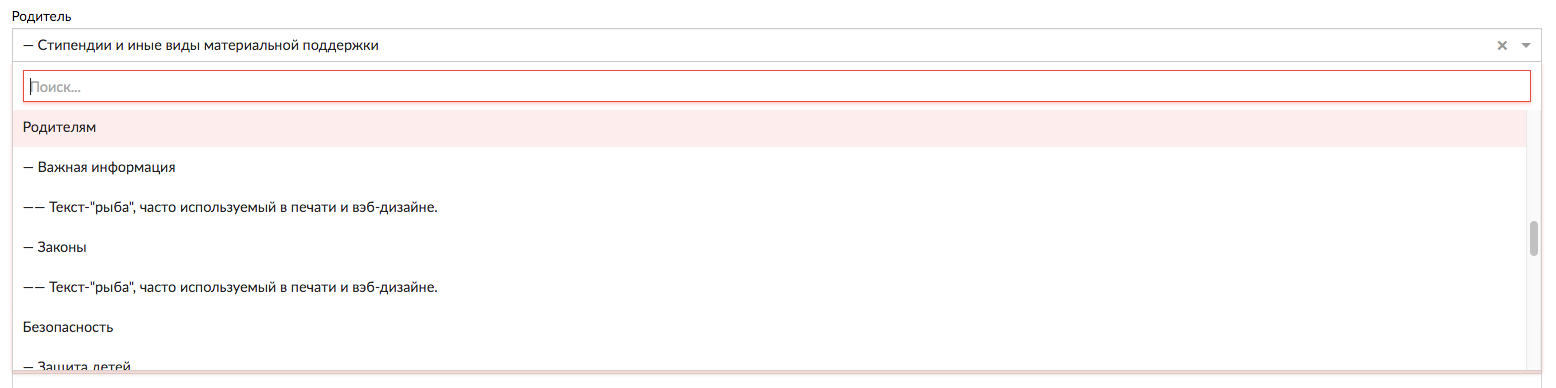 Родитель
— Стипендии и иные виды материальной поддержки
Поиск...
Родителям
— Важная информация
—— Текст-"рыба", часто используемый в печати и вэб-дизайне.
— Законы
—— Текст-"рыба", часто используемый в печати и вэб-дизайне.
Безопасность
— Защита детей